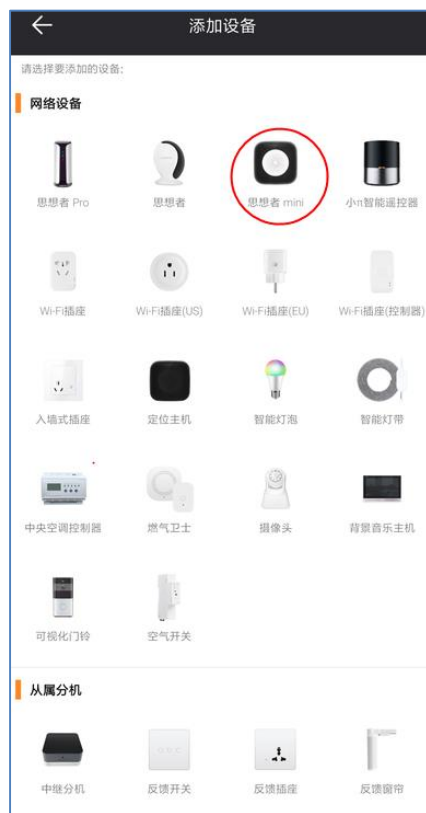 添加设备
请选择要添加的设备:
网络设备
思想者 Pro 思想者 思想者 mini 小π智能遥控器
Wi-Fi插座 Wi-Fi插座(US) Wi-Fi插座(EU) Wi-Fi插座(控制器)
入墙式插座 定位主机 智能灯泡 智能灯带
中央空调控制器 燃气卫士 摄像头 背景音乐主机
可视化门铃 空气开关
从属分机
中继分机 反馈开关 反馈插座 反馈窗帘